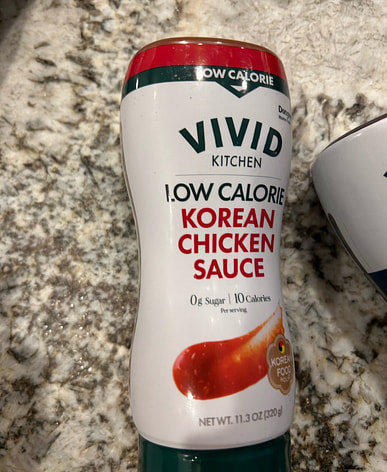 LOW CALORIE
VIVID
KITCHEN
LOW CALORIE
KOREAN
CHICKEN
SAUCE
0g Sugar | 10 Calories
Per serving
KOREAN
FOOD
NET WT. 11.3 OZ (320g)